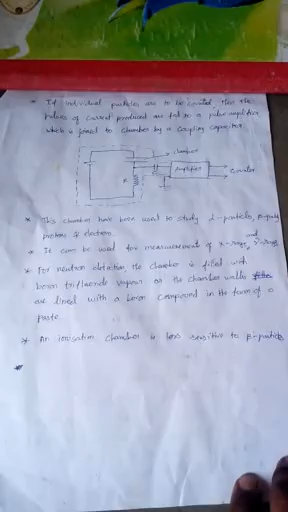 * If individual particles are to be counted, then the
pulses of current produced are fed to a pulse amplifier
which is joined to chamber by a coupling capacitor.
chamber
R
Amplifier
Counter
* This chamber have been used to study α-particles, β-particles
protons & electrons
* It can be used for measurement of x-rays, and γ-rays
* For neutron detection, the chamber is filled with
boron trifluoride vapour or the chamber walls
are lined with a boron compound in the form of a
paste.
* An ionisation chamber is less sensitive to β-particles
*